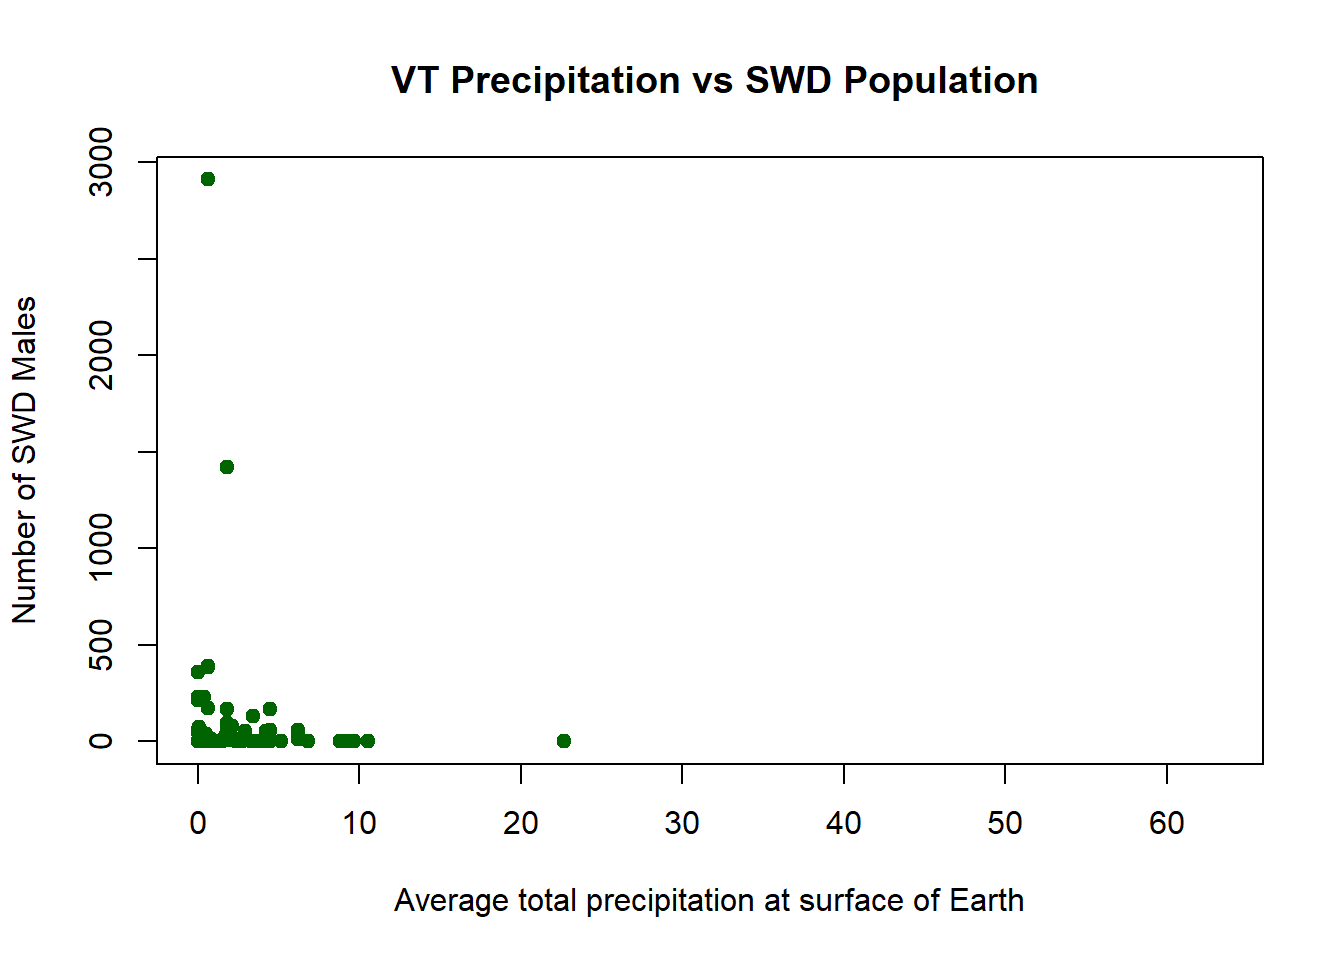 VT Precipitation vs SWD Population
Number of SWD Males
3000
2000
1000
500
0
0 10 20 30 40 50 60
Average total precipitation at surface of Earth